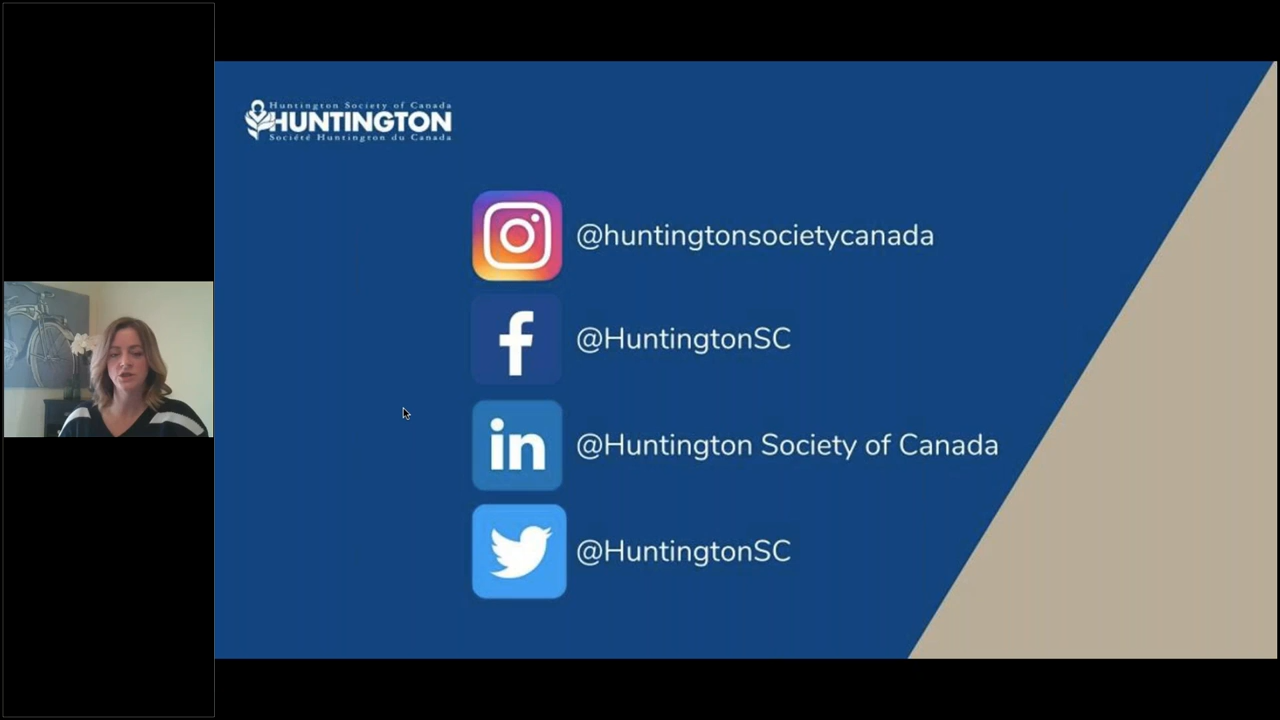 Huntington Society of Canada
HUNTINGTON
Société Huntington du Canada
@huntingtonsocietycanada
@HuntingtonSC
in
@Huntington Society of Canada
@HuntingtonSC